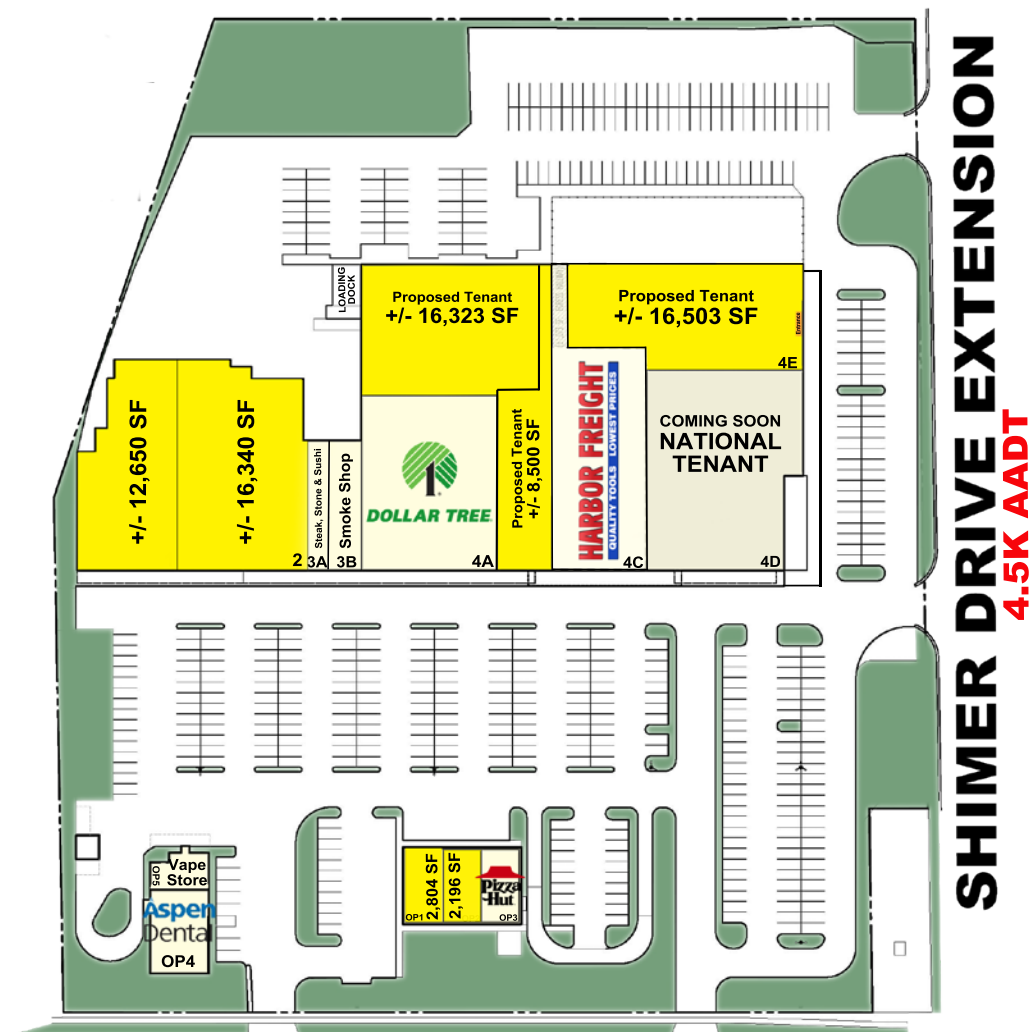 SHIMER DRIVE EXTENSION
4.5K AADT
LOADING
DOCK
Proposed Tenant
+/- 16,323 SF
Proposed Tenant
+/- 16,503 SF
Entrance
4E
+/- 12,650 SF
+/- 16,340 SF
2
Steak, Stone & Sushi
3A
Smoke Shop
3B
1
DOLLAR TREE
4A
Proposed Tenant
+/- 8,500 SF
HARBOR FREIGHT
QUALITY TOOLS LOWEST PRICES
4C
COMING SOON
NATIONAL
TENANT
4D
OP5
Vape
Store
Aspen
Dental
OP4
2,804 SF
OP1
2,196 SF
Pizza
Hut
OP3